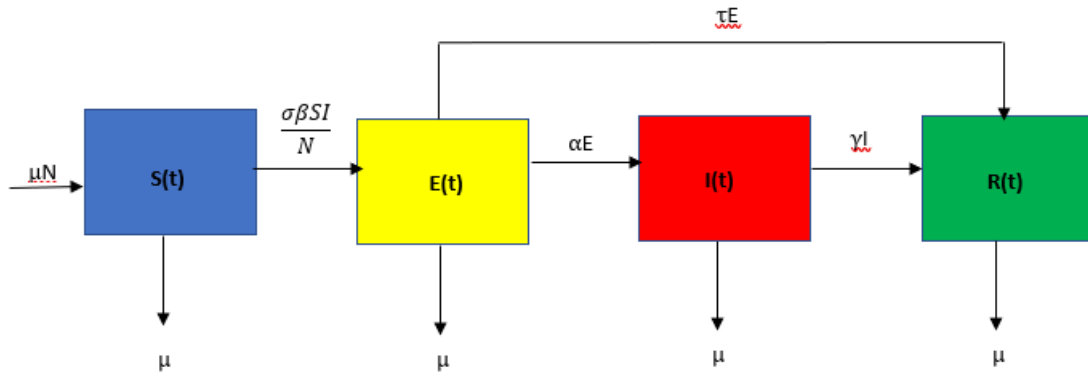 τE
σβSI
N
μN
S(t)
E(t)
αE
I(t)
γI
R(t)
μ
μ
μ
μ